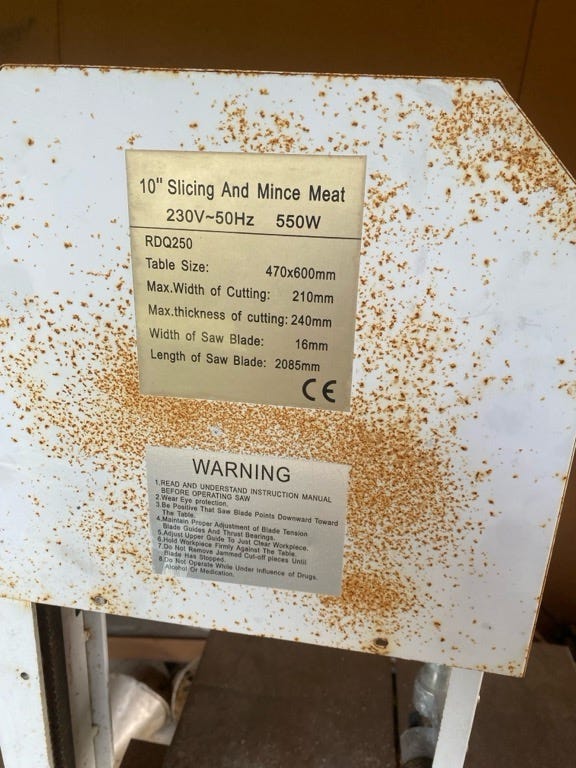 10" Slicing And Mince Meat
230V~50Hz 550W
RDQ250
Table Size: 470x600mm
Max.Width of Cutting: 210mm
Max.thickness of cutting: 240mm
Width of Saw Blade: 16mm
Length of Saw Blade: 2085mm
CE
WARNING
1.READ AND UNDERSTAND INSTRUCTION MANUAL
BEFORE OPERATING SAW
2.Wear Eye protection.
3.Be Positive That Saw Blade Points Downward Toward
The Table.
4.Maintain Proper Adjustment of Blade Tension
Blade Guides And Thrust Bearings.
5.Adjust Upper Guide To Just Clear Workpiece.
6.Hold Workpiece Firmly Against The Table.
7.Do Not Remove Jammed Cut-off pieces Until
Blade Has Stopped.
8.Do Not Operate While Under Influence of Drugs,
Alcohol Or Medication.